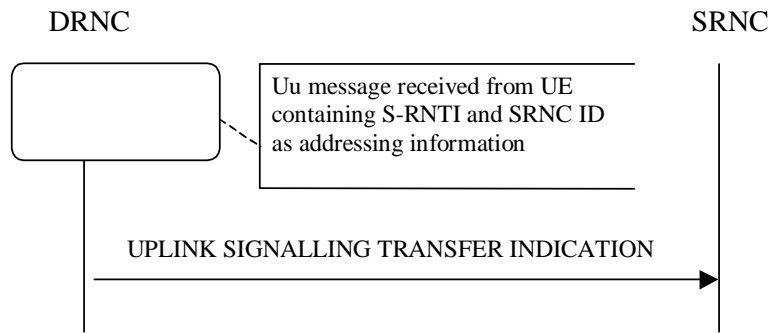 DRNC
SRNC
Uu message received from UE
containing S-RNTI and SRNC ID
as addressing information
UPLINK SIGNALLING TRANSFER INDICATION